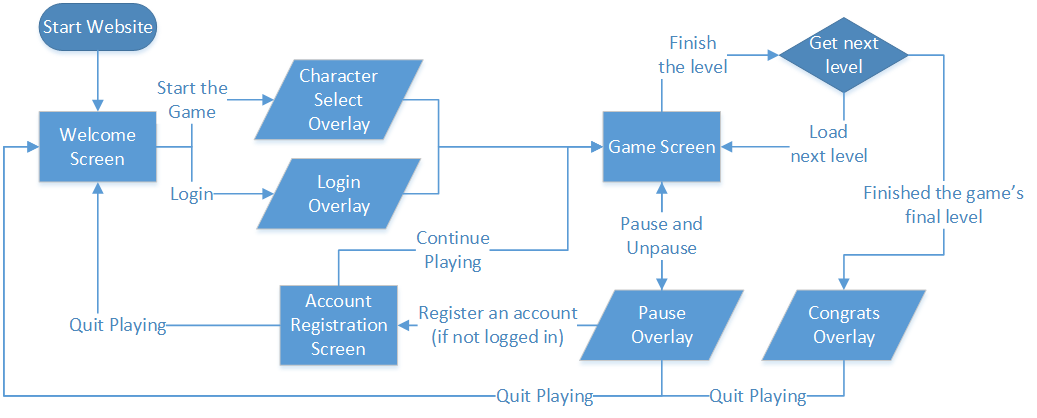 Start Website
Welcome
Screen
Start the
Game
Login
Character
Select
Overlay
Login
Overlay
Continue
Playing
Account
Registration
Screen
Quit Playing
Register an account
(if not logged in)
Finish
the level
Game Screen
Get next
level
Load
next level
Pause and
Unpause
Pause
Overlay
Finished the game's
final level
Congrats
Overlay
Quit Playing
Quit Playing